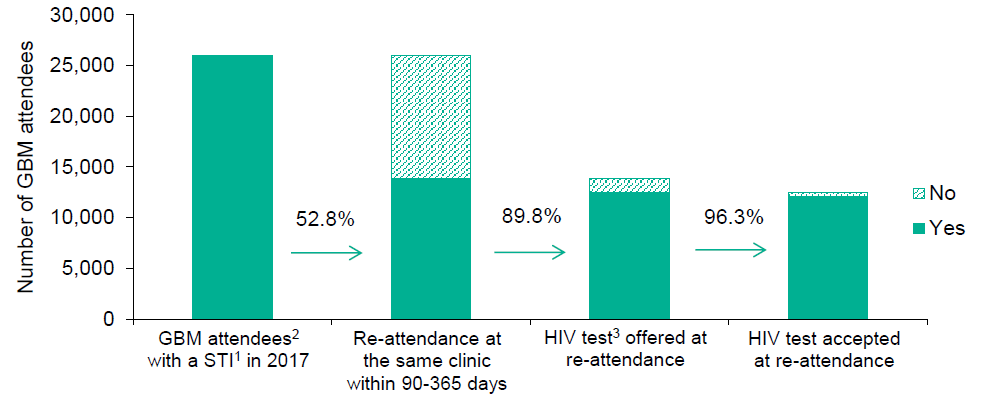 30,000
25,000
20,000
15,000
10,000
5,000
0
Number of GBM attendees
52.8%
89.8%
96.3%
No
Yes
GBM attendees²
with a STI¹ in 2017
Re-attendance at
the same clinic
within 90-365 days
HIV test³ offered at
re-attendance
HIV test accepted
at re-attendance